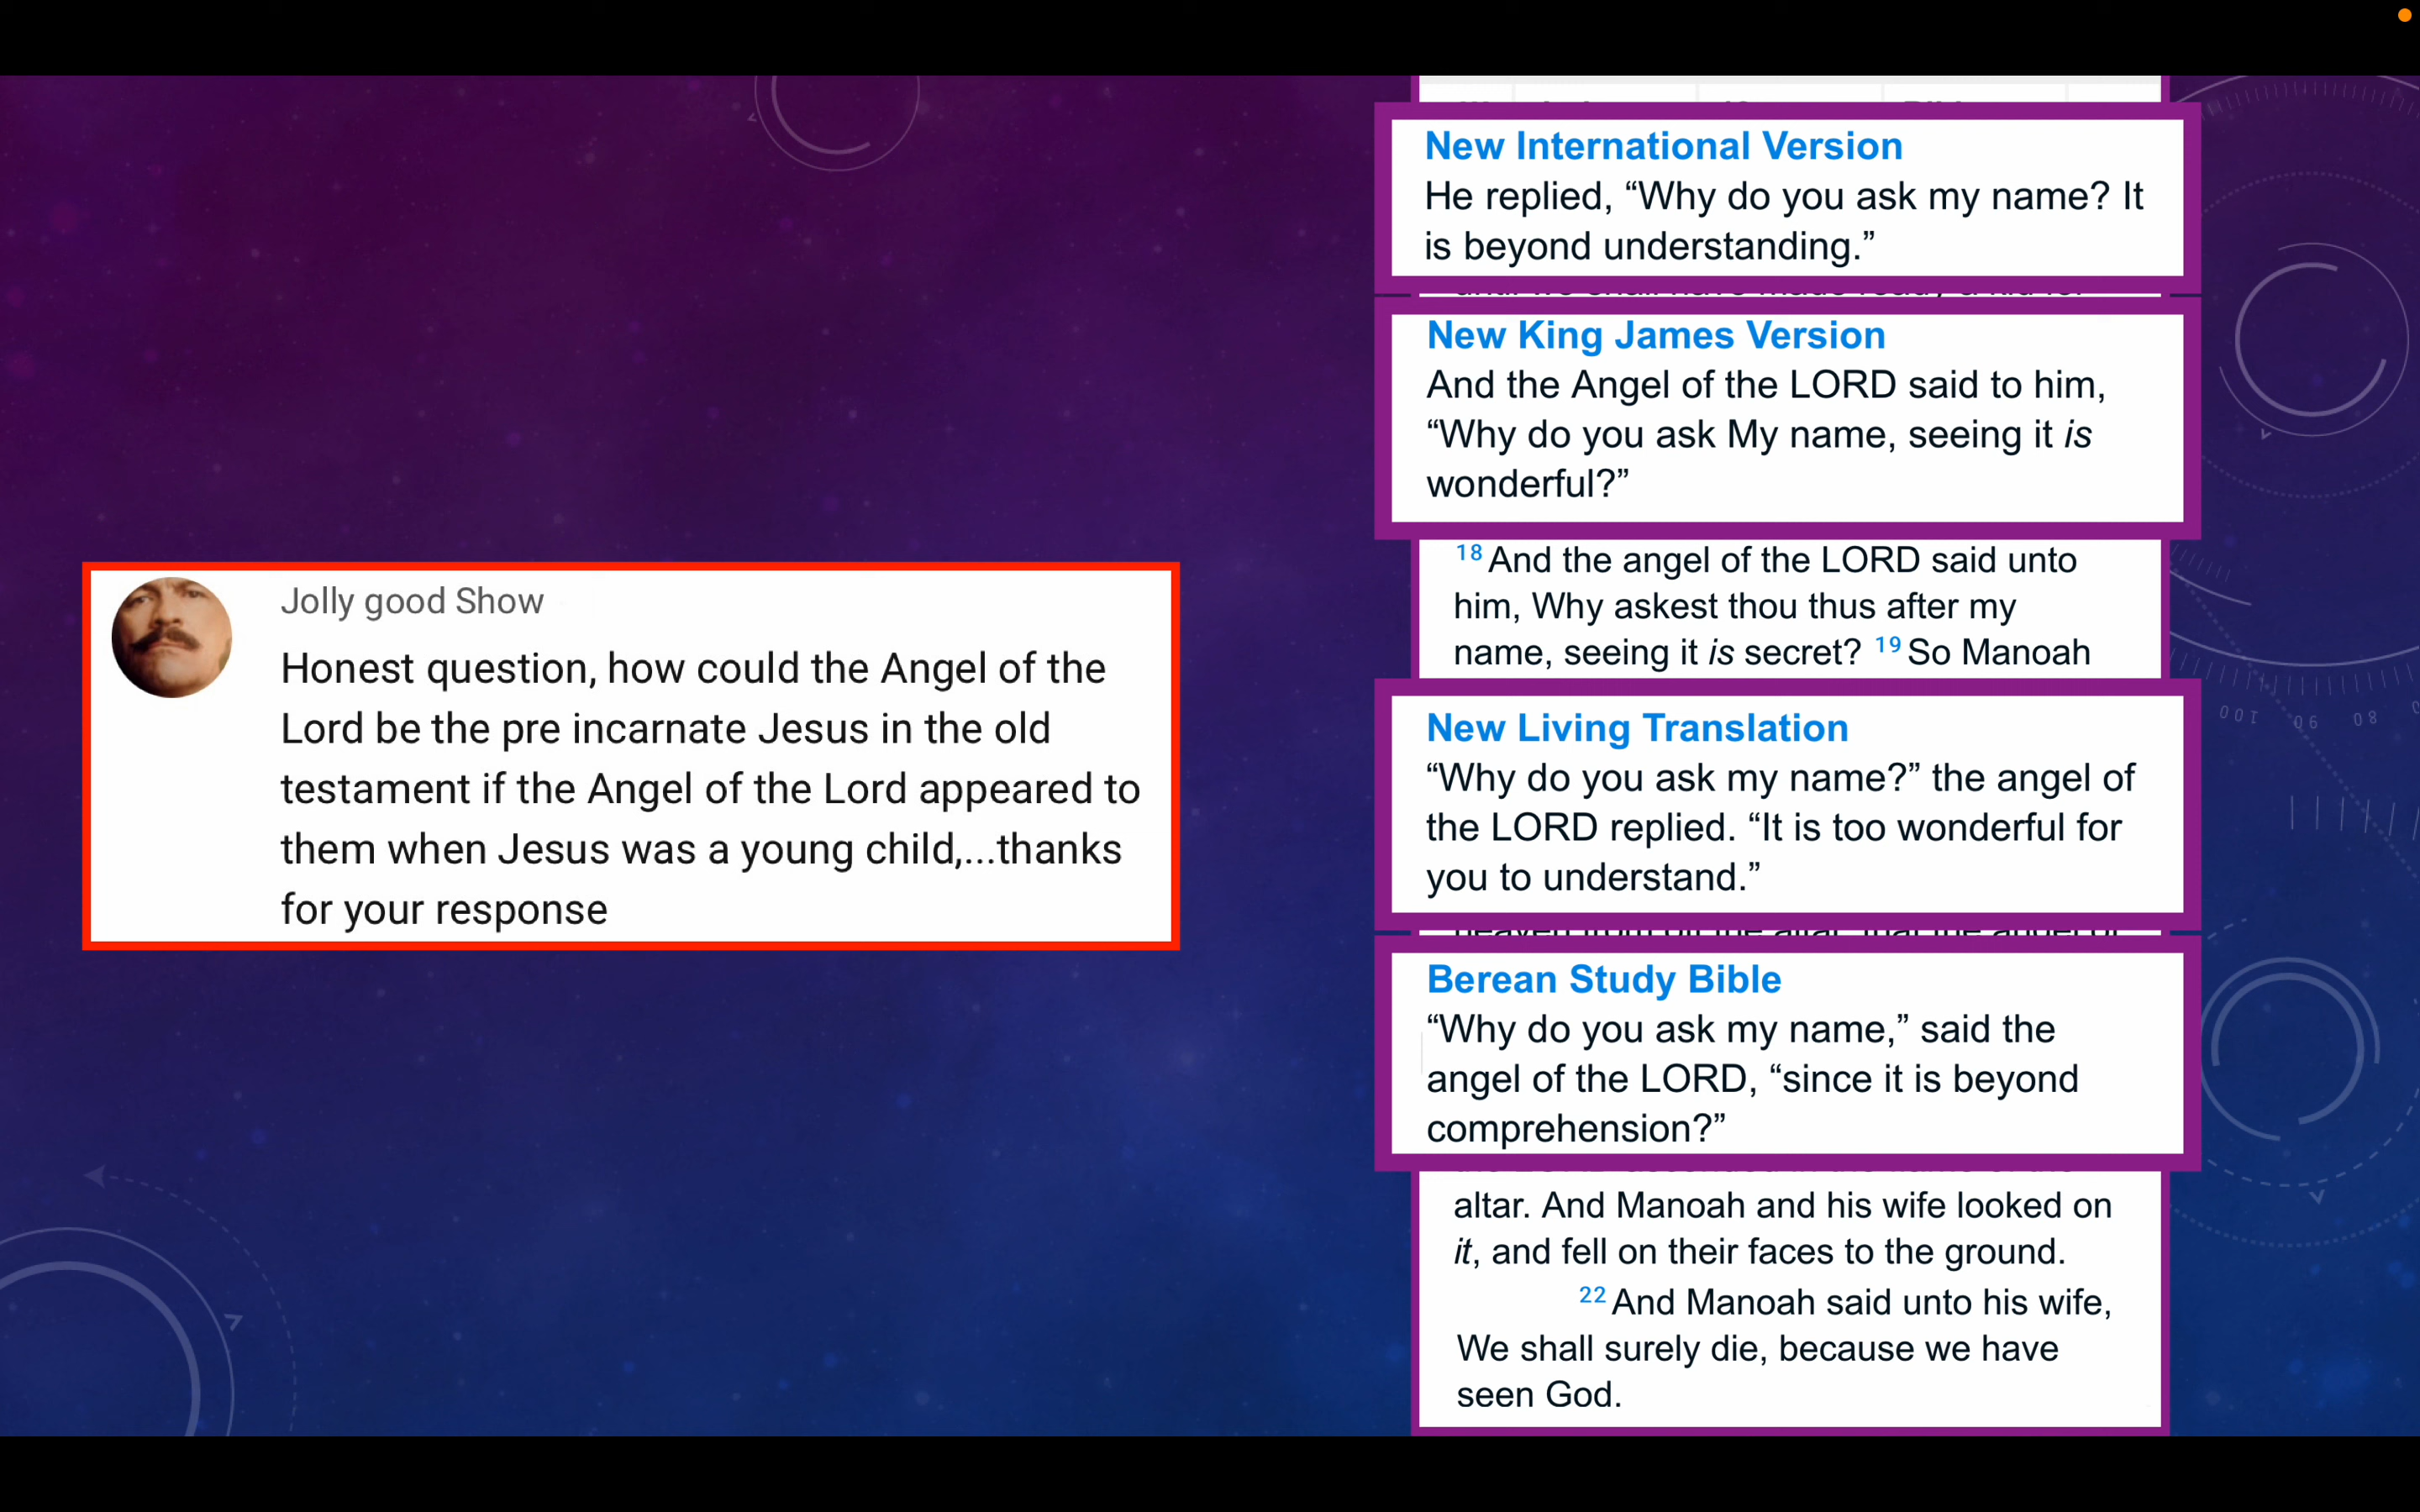 Jolly good Show
Honest question, how could the Angel of the
Lord be the pre incarnate Jesus in the old
testament if the Angel of the Lord appeared to
them when Jesus was a young child,...thanks
for your response
New International Version
He replied, “Why do you ask my name? It
is beyond understanding.”
New King James Version
And the Angel of the LORD said to him,
“Why do you ask My name, seeing it is
wonderful?”
18 And the angel of the LORD said unto
him, Why askest thou thus after my
name, seeing it is secret? 19 So Manoah
New Living Translation
“Why do you ask my name?” the angel of
the LORD replied. “It is too wonderful for
you to understand.”
Berean Study Bible
“Why do you ask my name,” said the
angel of the LORD, “since it is beyond
comprehension?”
altar. And Manoah and his wife looked on
it, and fell on their faces to the ground.
22 And Manoah said unto his wife,
We shall surely die, because we have
seen God.